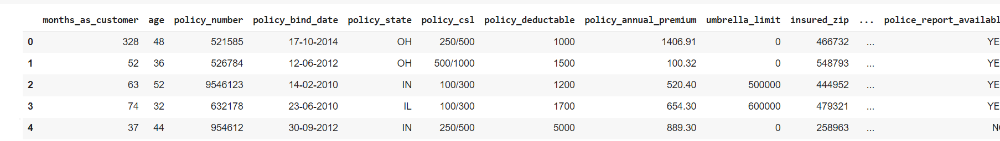 months_as_customer age policy_number policy_bind_date policy_state policy_csl policy_deductable policy_annual_premium umbrella_limit insured_zip ... police_report_availabl
0 328 48 521585 17-10-2014 OH 250/500 1000 1406.91 0 466732 ... YE
1 52 36 526784 12-06-2012 OH 500/1000 1500 100.32 0 548793 ... YE
2 63 52 9546123 14-02-2010 IN 100/300 1200 520.40 500000 444952 ... YE
3 74 32 632178 23-06-2010 IL 100/300 1700 654.30 600000 479321 ... YE
4 37 44 954612 30-09-2012 IN 250/500 5000 889.30 0 258963 ... N